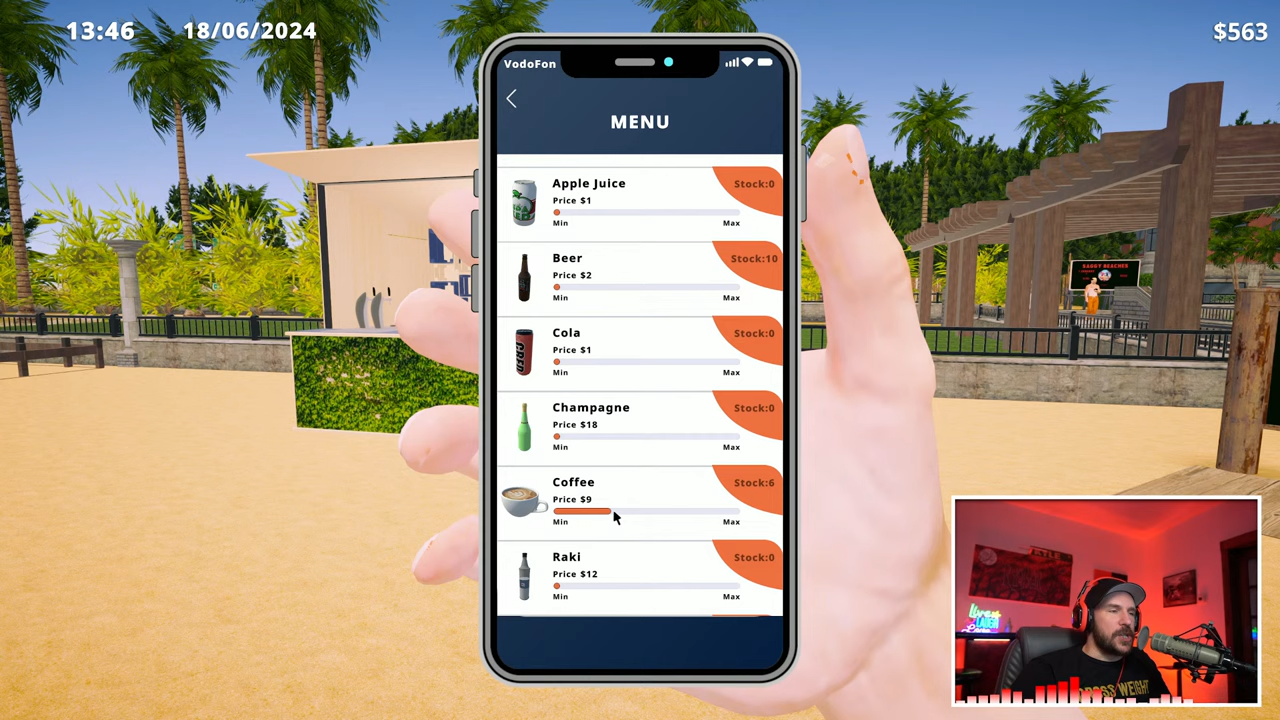 13:46 18/06/2024
$563
VodoFon
MENU
Apple Juice
Stock:0
Price $1
Min Max
Beer
Stock:10
Price $2
Min Max
Cola
Stock:0
Price $1
Min Max
Champagne
Stock:0
Price $18
Min Max
Coffee
Stock:6
Price $9
Min Max
Raki
Stock:0
Price $12
Min Max